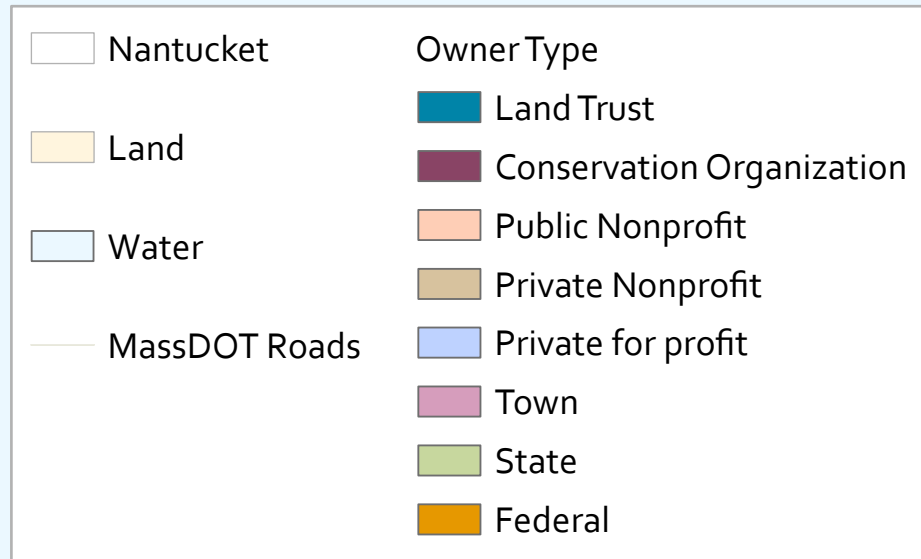 Nantucket
Land
Water
MassDOT Roads
Owner Type
Land Trust
Conservation Organization
Public Nonprofit
Private Nonprofit
Private for profit
Town
State
Federal